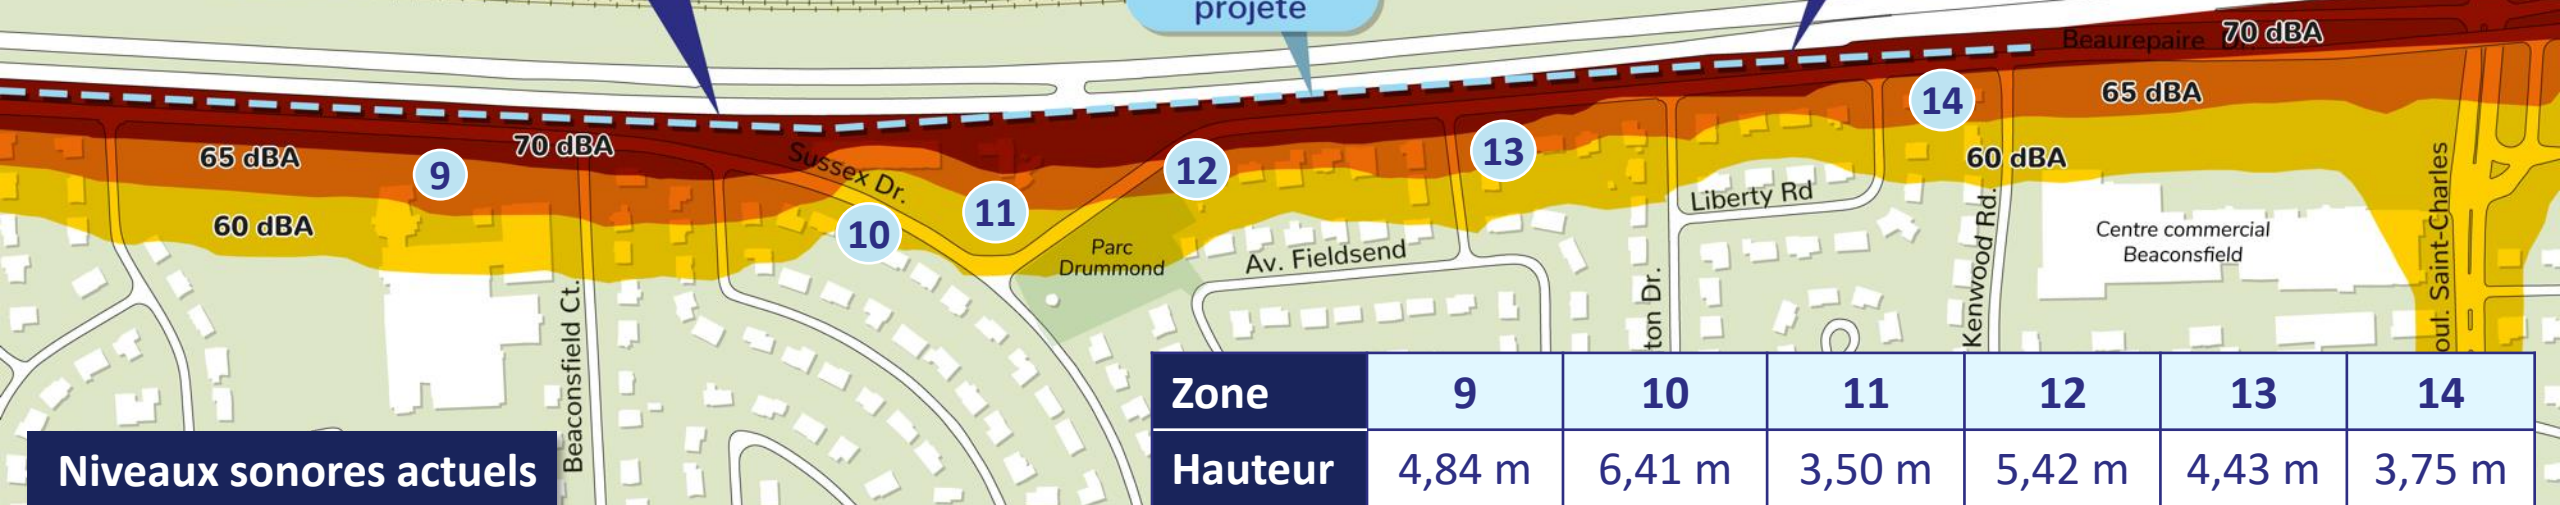 projeté
Beaurepaire
70 dBA
65 dBA
14
60 dBA
70 dBA
65 dBA
9
60 dBA
Sussex Dr.
10
11
12
13
Parc
Drummond
Av. Fieldsend
Liberty Rd
Kenwood Rd.
Centre commercial
Beaconsfield
Saint-Charles
Beaconsfield Ct.
Dr.
Niveaux sonores actuels
Zone 9 10 11 12 13 14
Hauteur 4,84 m 6,41 m 3,50 m 5,42 m 4,43 m 3,75 m